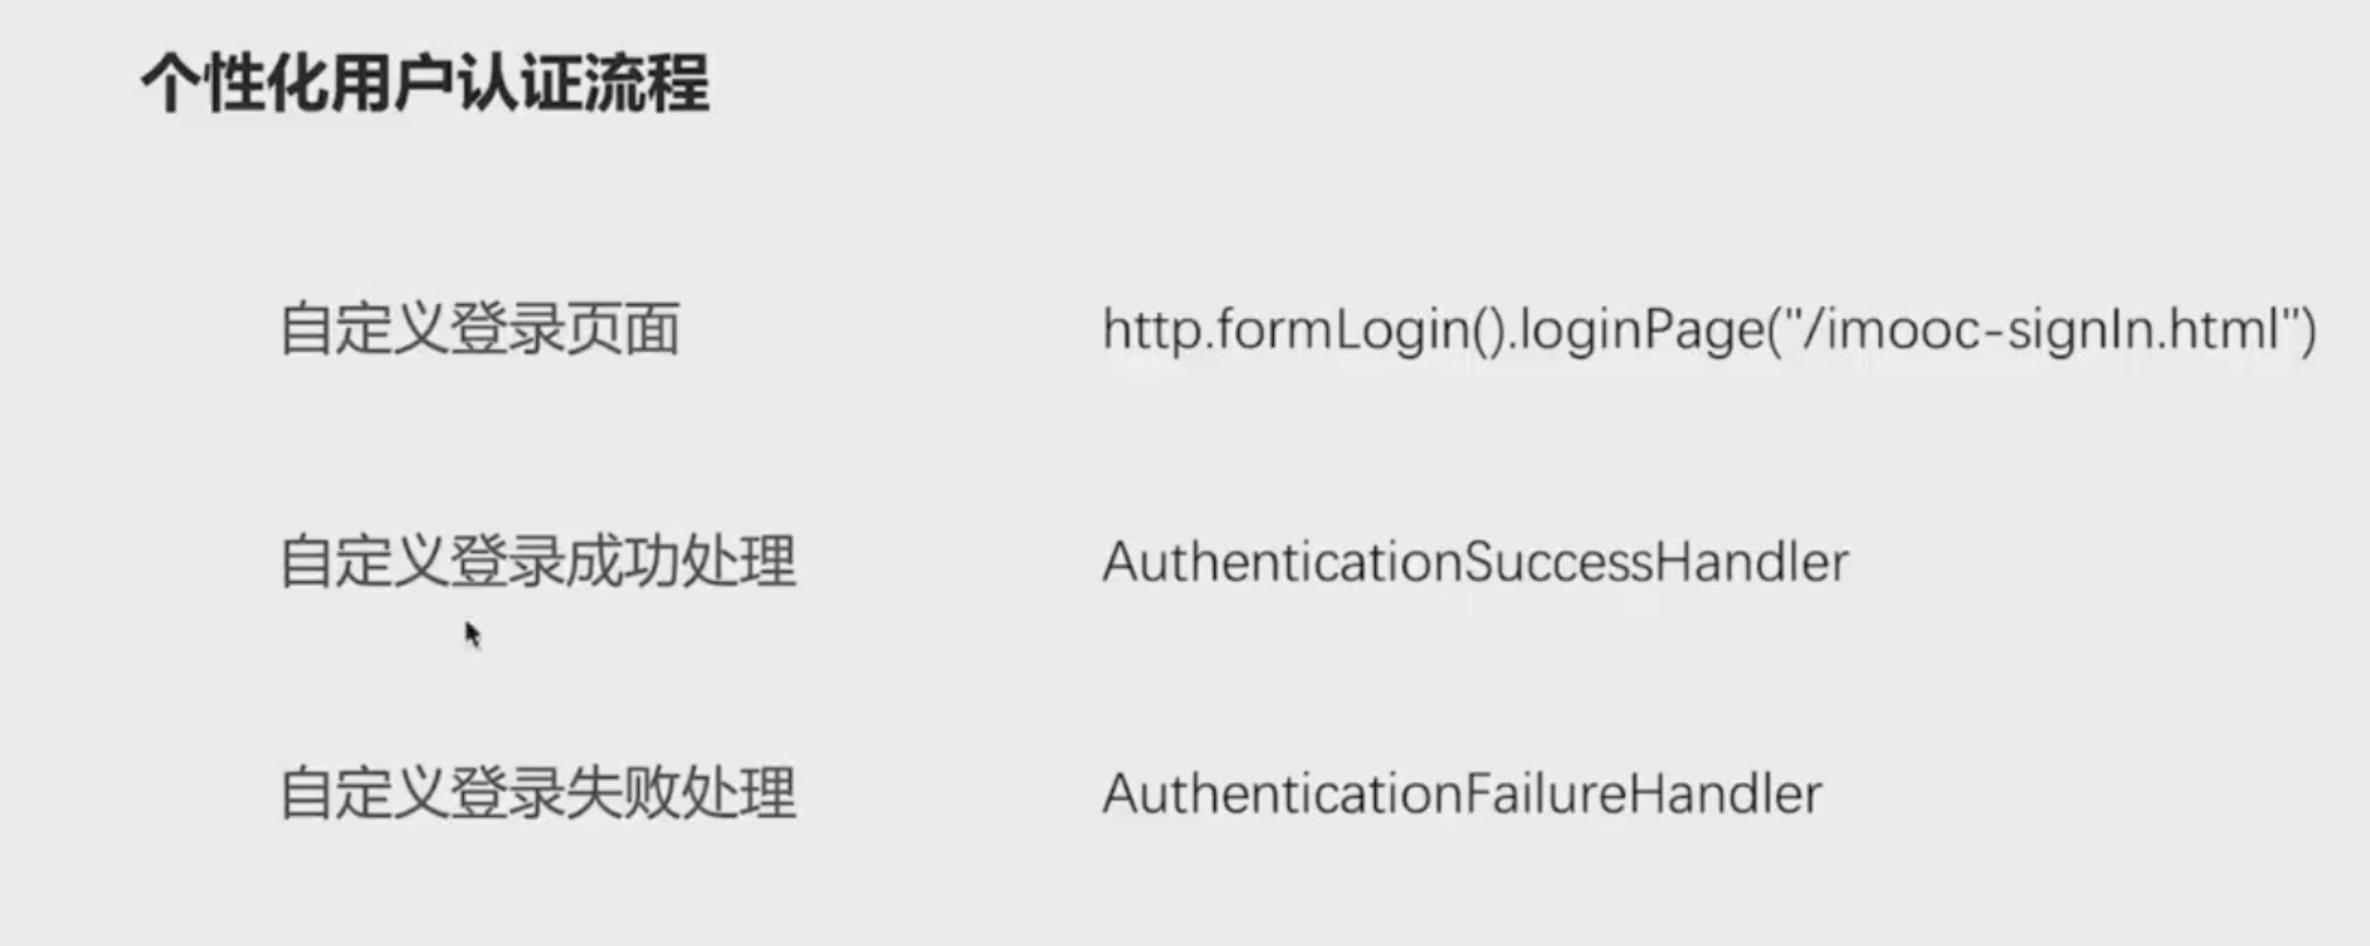 个性化用户认证流程
自定义登录页面 http.formLogin().loginPage("/imooc-signIn.html")
自定义登录成功处理 AuthenticationSuccessHandler
自定义登录失败处理 AuthenticationFailureHandler